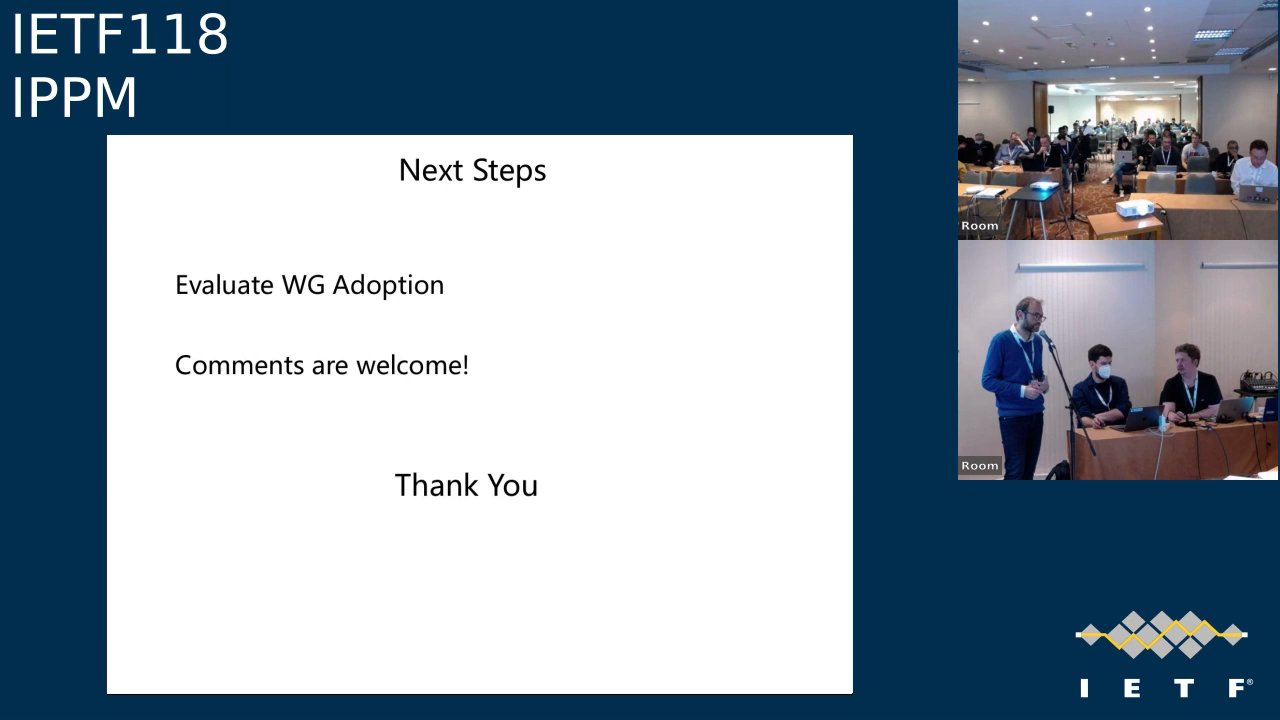 IETF118
IPPM
Next Steps
Evaluate WG Adoption
Comments are welcome!
Thank You
Room
Room
I E T F®